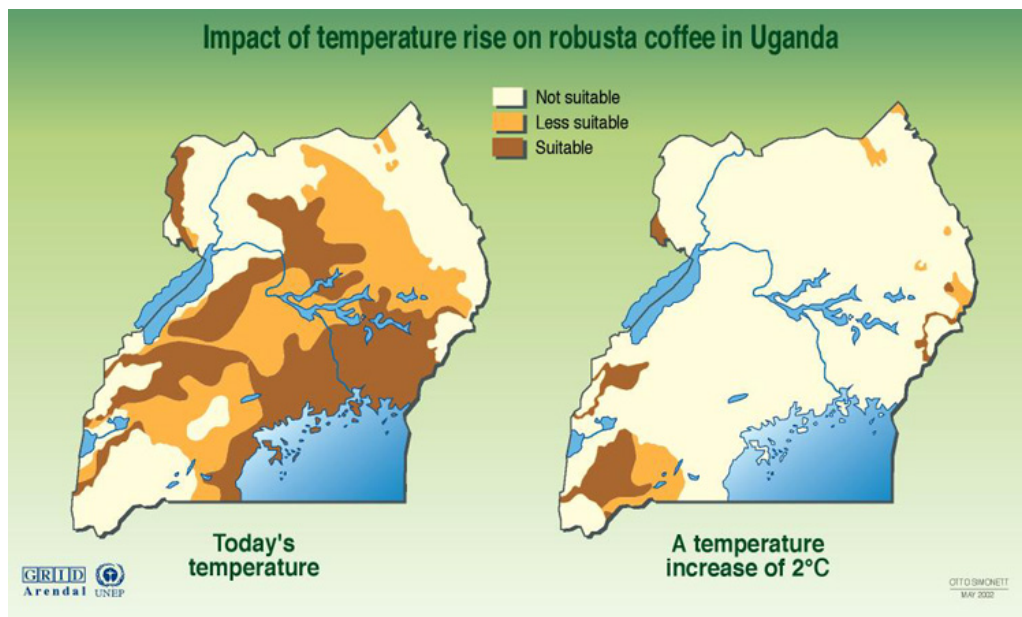 Impact of temperature rise on robusta coffee in Uganda
Not suitable
Less suitable
Suitable
Today's
temperature
A temperature
increase of 2°C
GRID
Arendal
UNEP
OTTO SIMONETT
MAY 2002